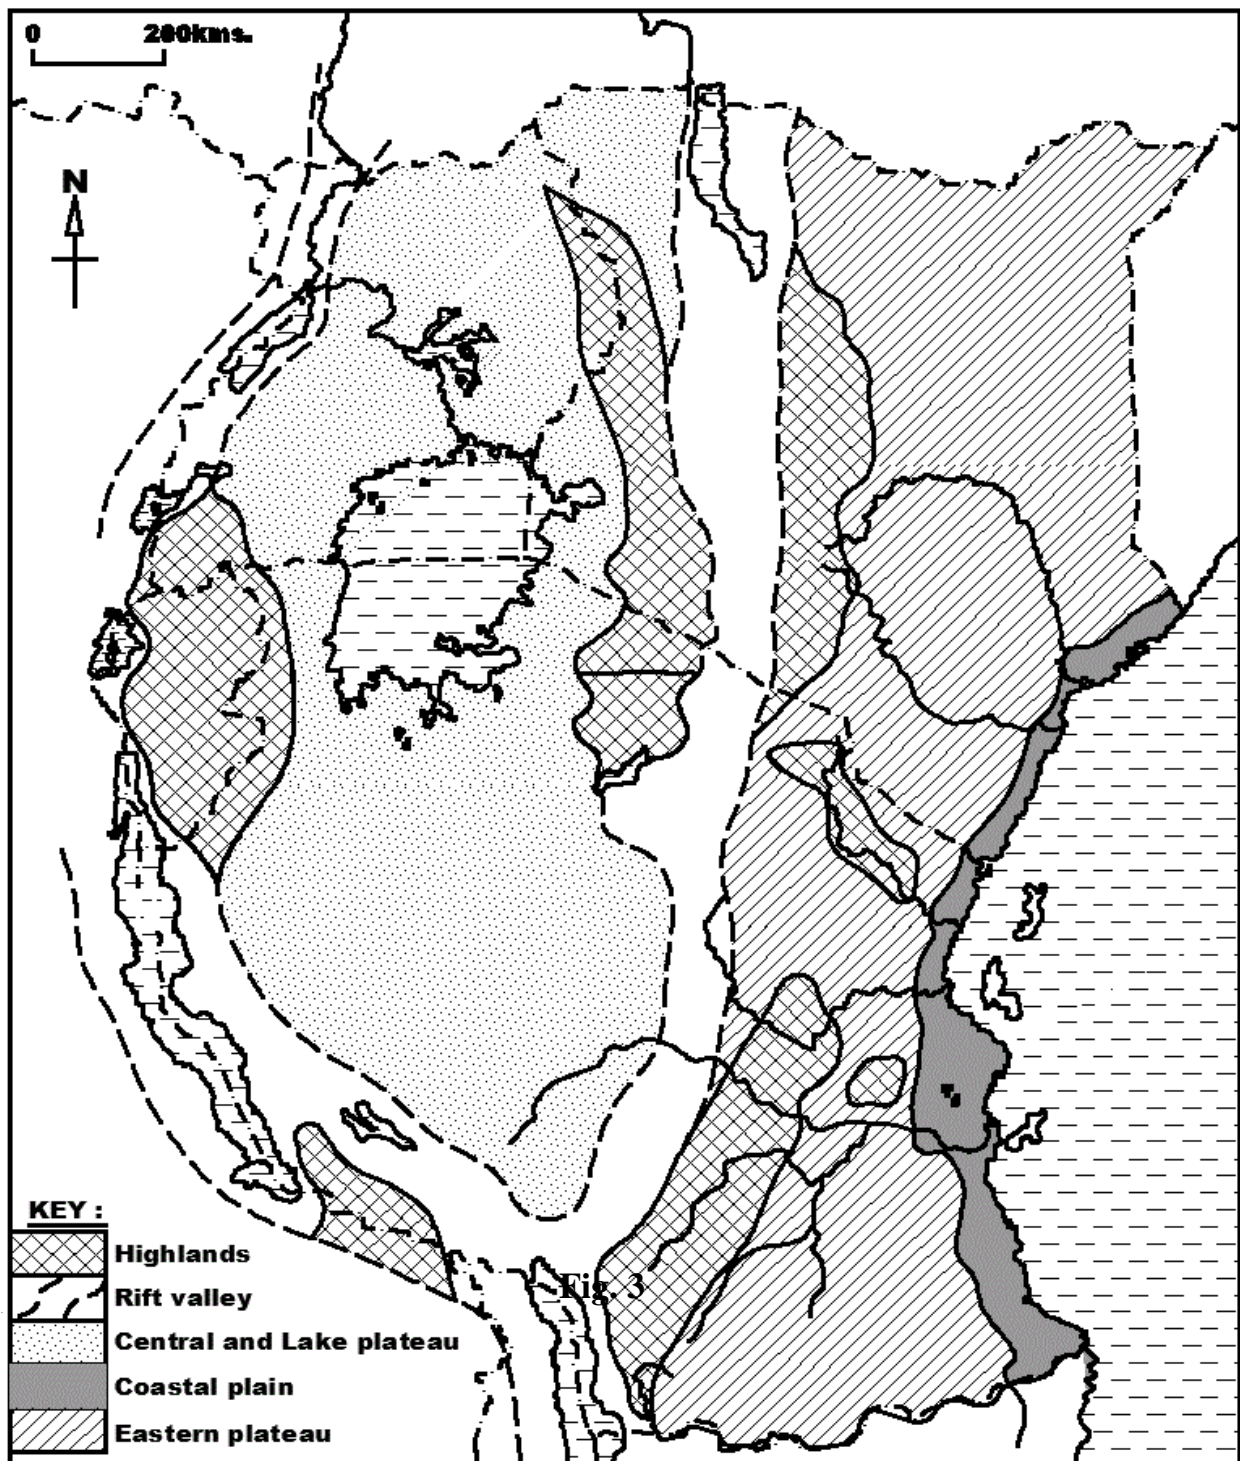 0 200kms.
N
KEY :
Highlands
Fig. 3
Rift valley
Central and Lake plateau
Coastal plain
Eastern plateau